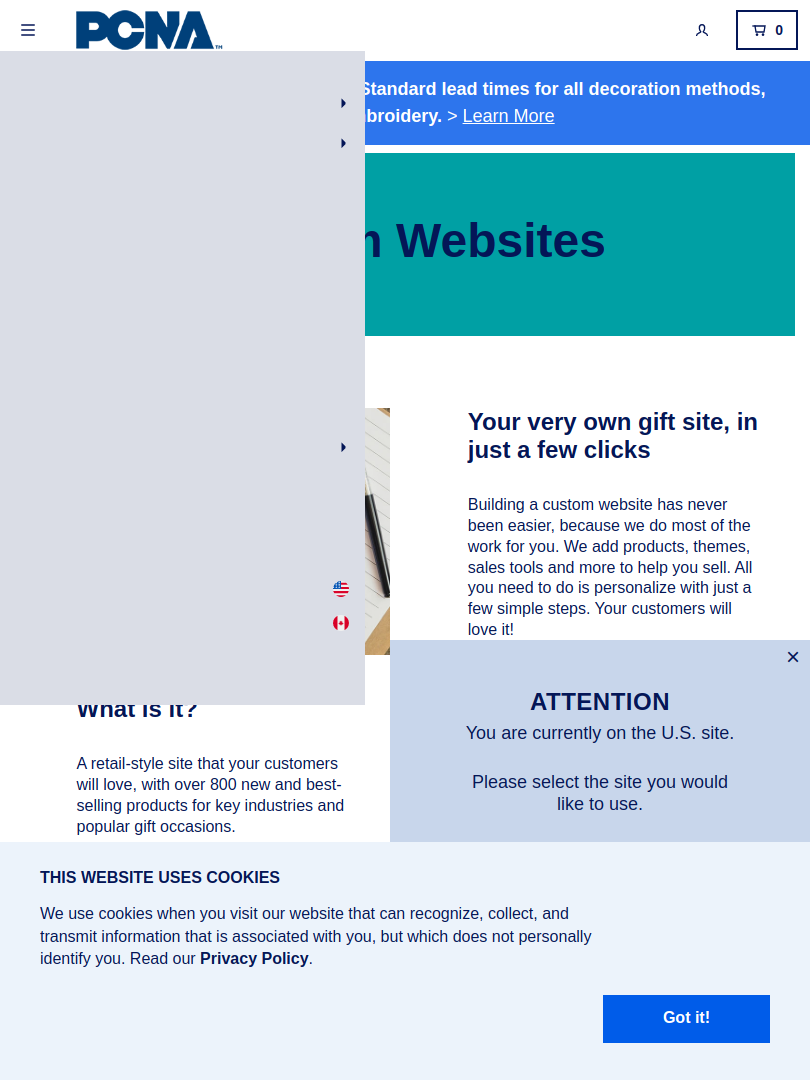 PCNA™
0
Standard lead times for all decoration methods,
broidery. > Learn More
Websites
Your very own gift site, in
just a few clicks
Building a custom website has never
been easier, because we do most of the
work for you. We add products, themes,
sales tools and more to help you sell. All
you need to do is personalize with just a
few simple steps. Your customers will
love it!
×
What is it?
ATTENTION
You are currently on the U.S. site.
A retail-style site that your customers
will love, with over 800 new and best-
selling products for key industries and
popular gift occasions.
Please select the site you would
like to use.
THIS WEBSITE USES COOKIES
We use cookies when you visit our website that can recognize, collect, and
transmit information that is associated with you, but which does not personally
identify you. Read our Privacy Policy.
Got it!